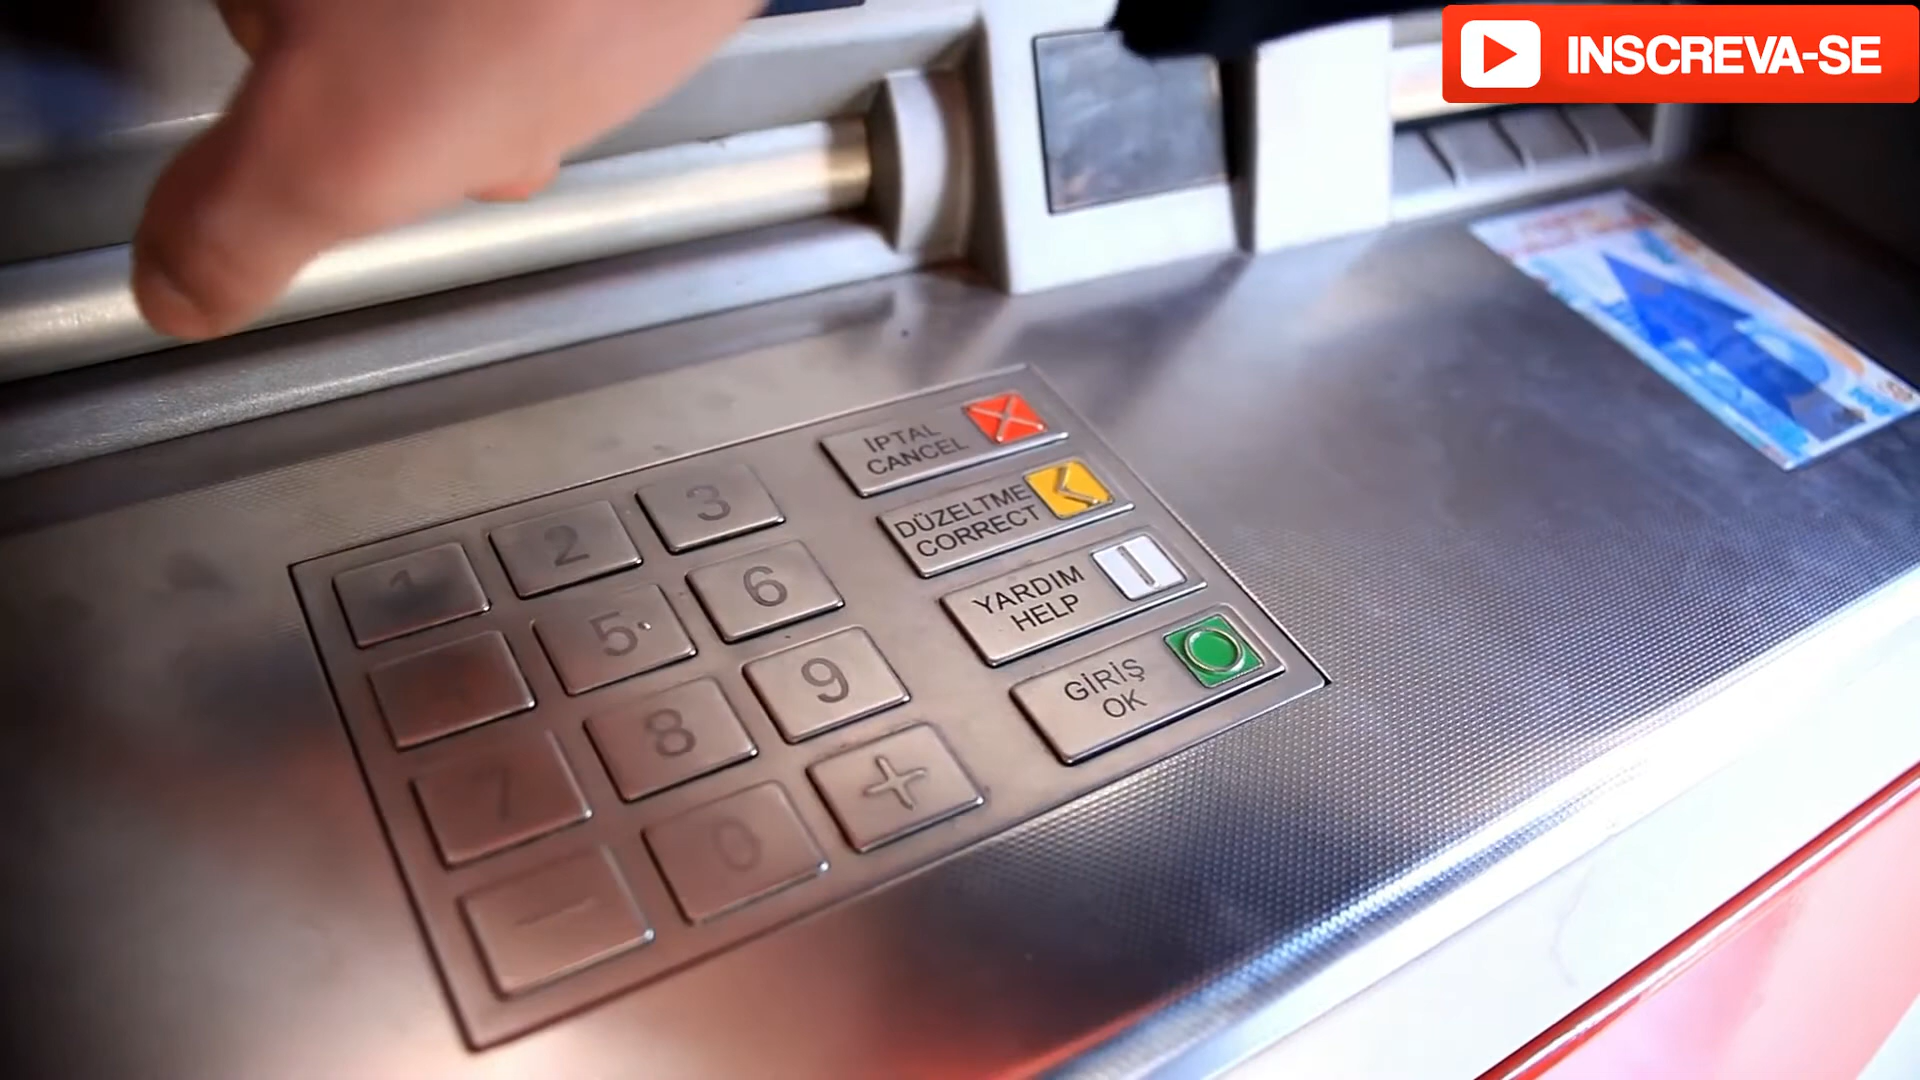 INSCREVA-SE
İPTAL
CANCEL
DÜZELTME
CORRECT
YARDIM
HELP
GİRİŞ
OK
1 2 3
5 6
7 8 9
0 +